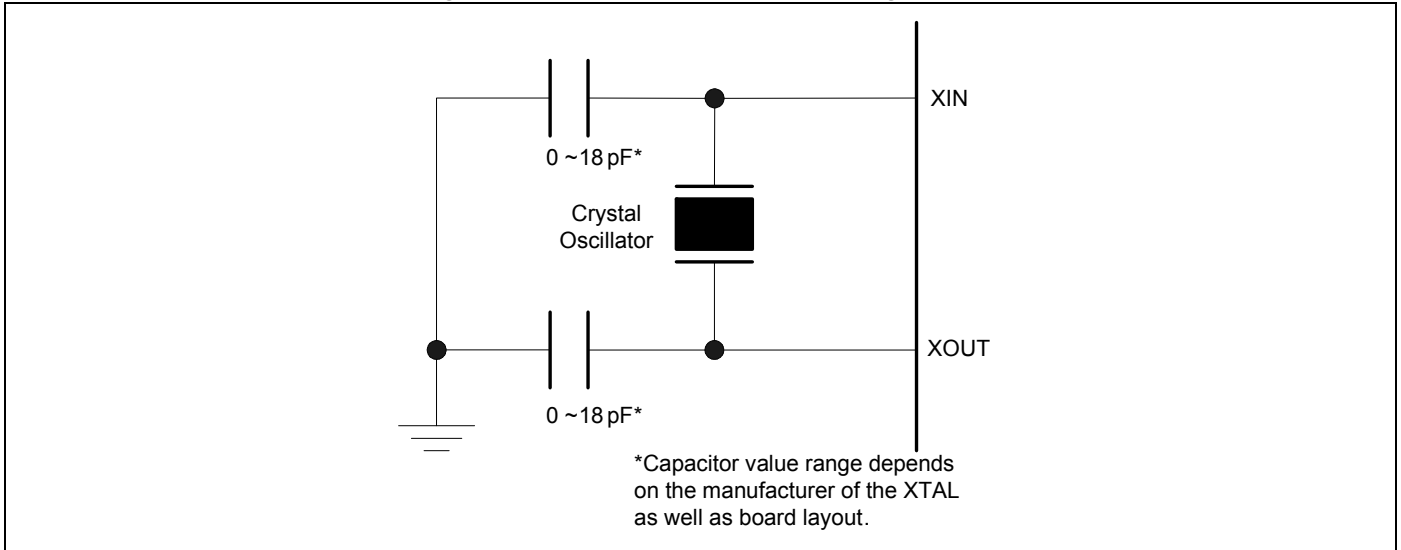 XIN
0 ~18 pF*
Crystal
Oscillator
XOUT
0 ~18 pF*
*Capacitor value range depends
on the manufacturer of the XTAL
as well as board layout.